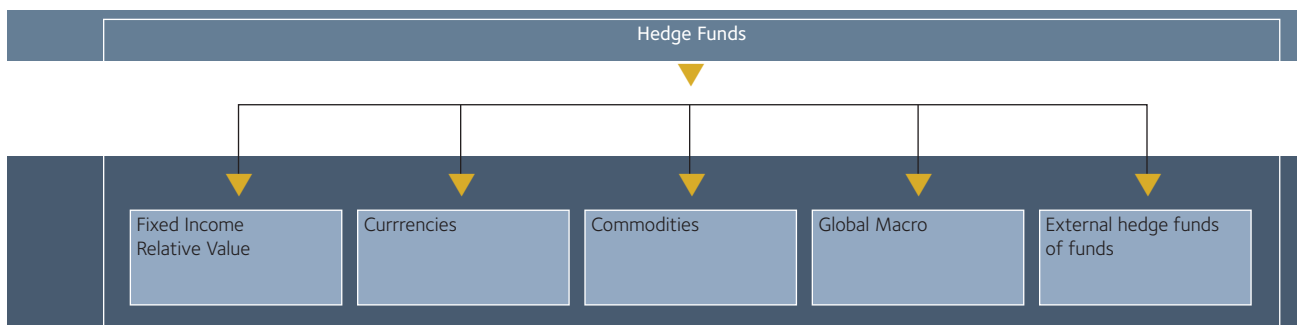 Hedge Funds
Fixed Income
Relative Value
Currrencies
Commodities
Global Macro
External hedge funds
of funds